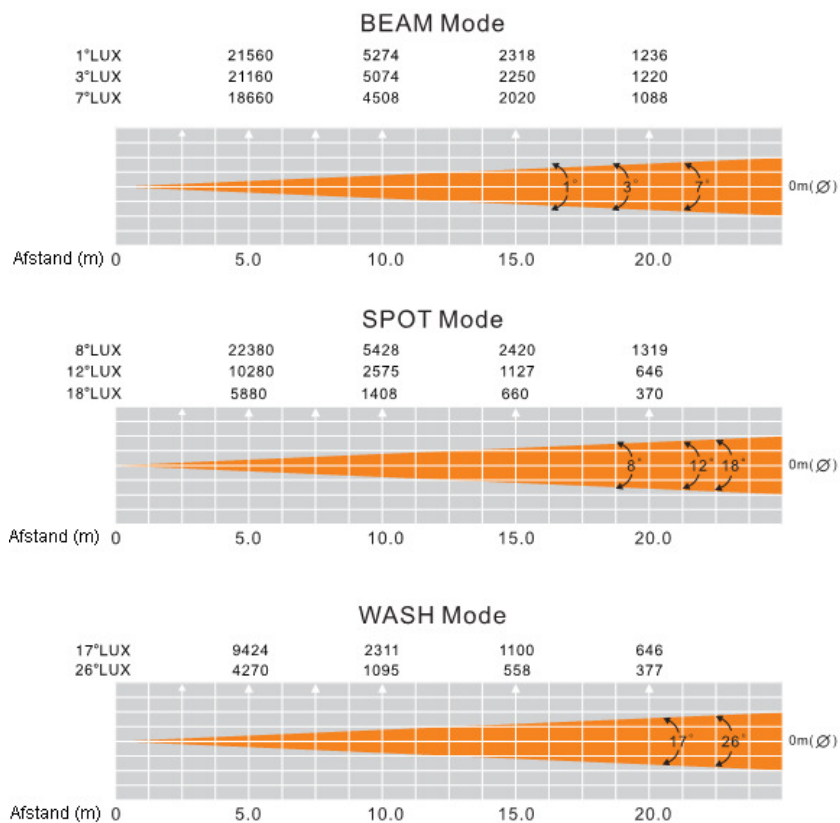 BEAM Mode
1°LUX 21560 5274 2318 1236
3°LUX 21160 5074 2250 1220
7°LUX 18660 4508 2020 1088
1° 3° 7° 0m(Ø)
Afstand (m) 0 5.0 10.0 15.0 20.0
SPOT Mode
8°LUX 22380 5428 2420 1319
12°LUX 10280 2575 1127 646
18°LUX 5880 1408 660 370
8° 12° 18° 0m(Ø)
Afstand (m) 0 5.0 10.0 15.0 20.0
WASH Mode
17°LUX 9424 2311 1100 646
26°LUX 4270 1095 558 377
17° 26° 0m(Ø)
Afstand (m) 0 5.0 10.0 15.0 20.0